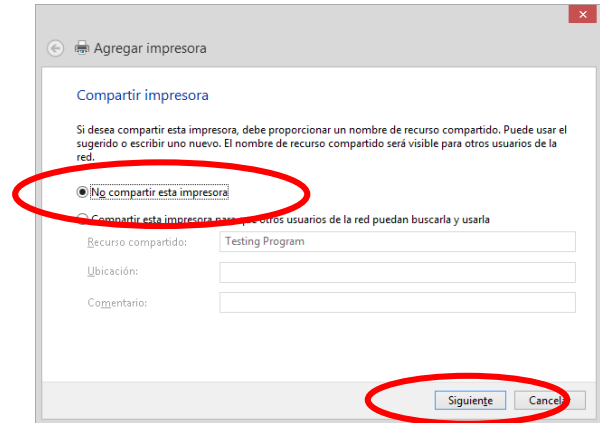 Agregar impresora
Compartir impresora
Si desea compartir esta impresora, debe proporcionar un nombre de recurso compartido. Puede usar el
sugerido o escribir uno nuevo. El nombre de recurso compartido será visible para otros usuarios de la
red.
No compartir esta impresora
Compartir esta impresora para que otros usuarios de la red puedan buscarla y usarla
Recurso compartido: Testing Program
Ubicación:
Comentario:
Siguiente Cancelar